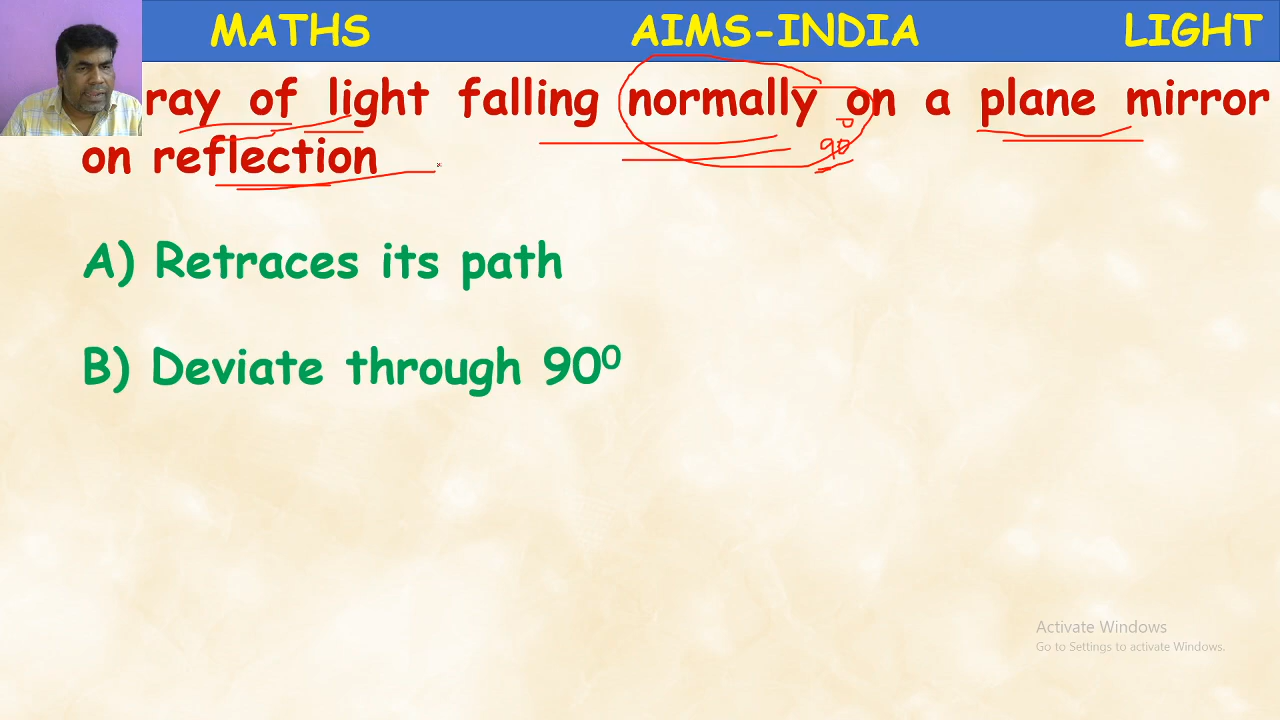 MATHS AIMS-INDIA LIGHT
ray of light falling normally on a plane mirror
90°
on reflection
A) Retraces its path
B) Deviate through 90⁰
Activate Windows
Go to Settings to activate Windows.